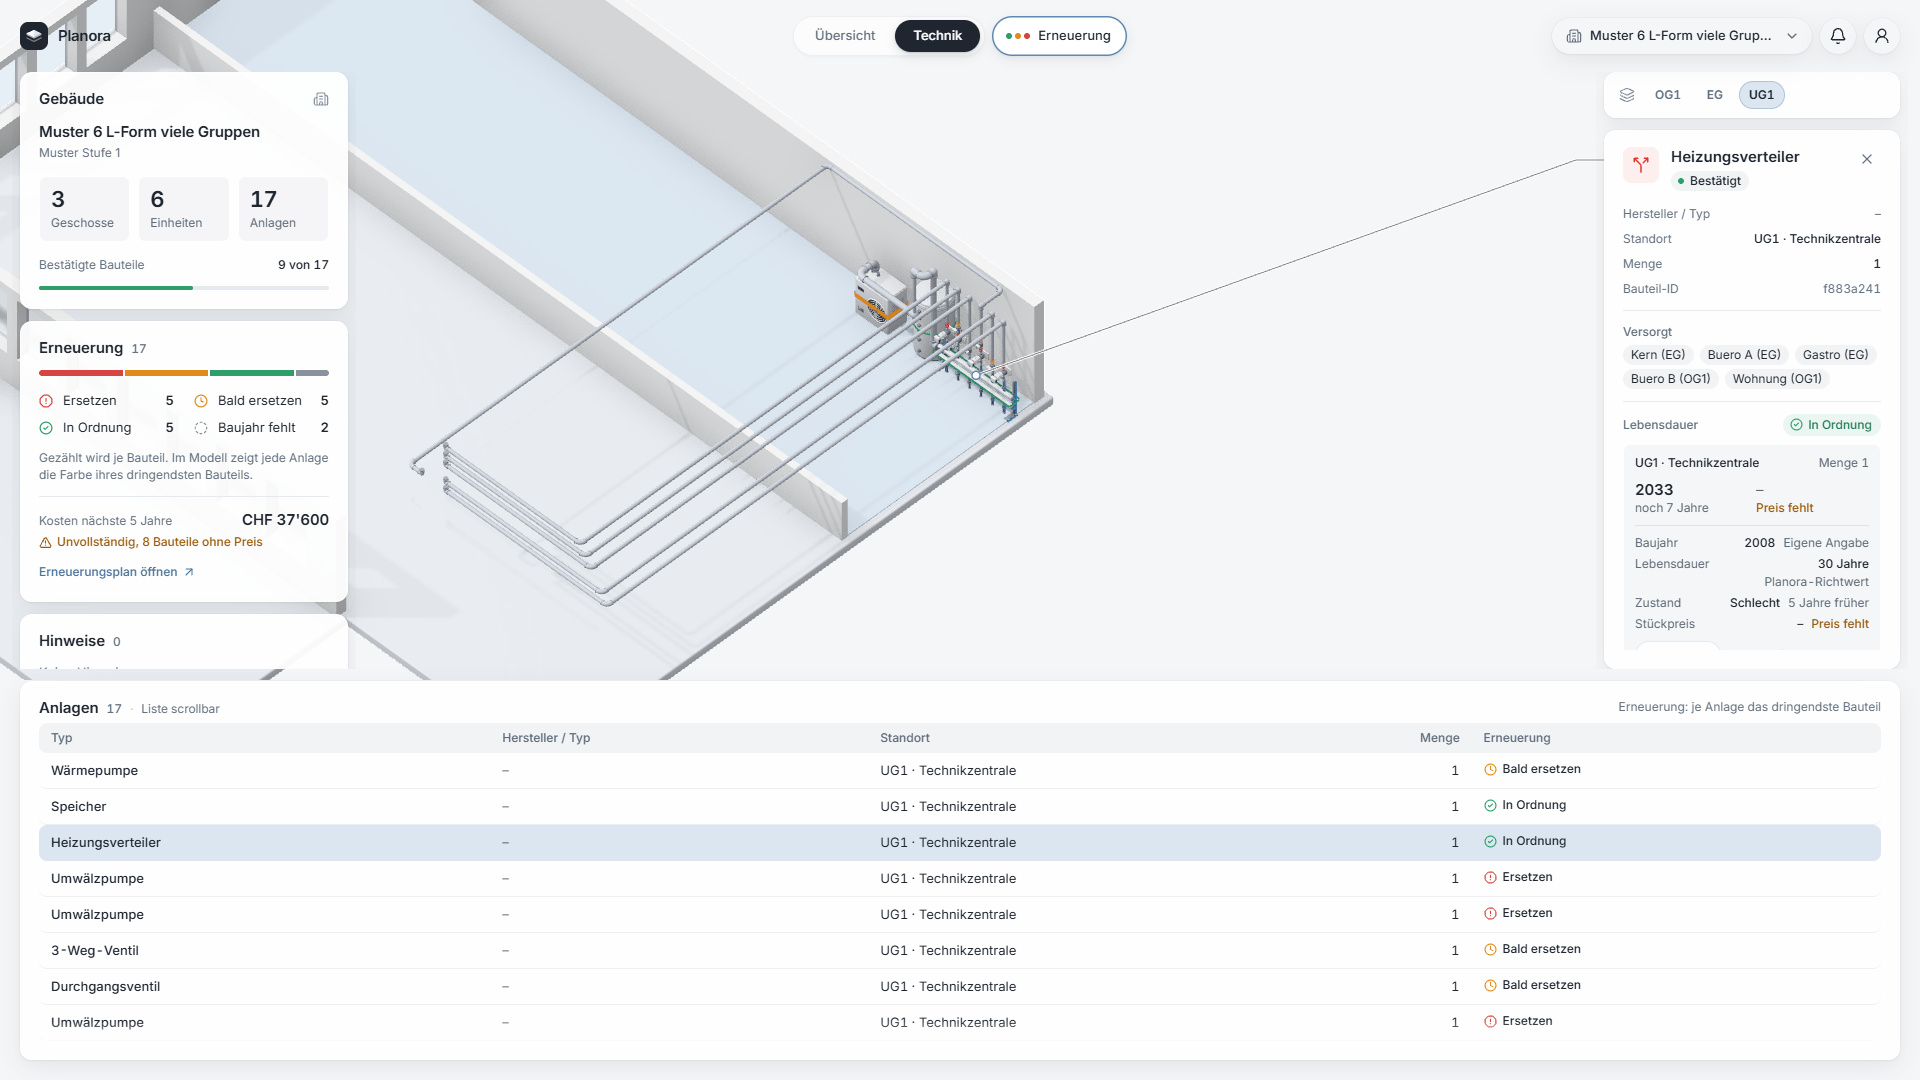 Planora
Übersicht
Technik
Erneuerung
Muster 6 L-Form viele Grup...
Gebäude
Muster 6 L-Form viele Gruppen
Muster Stufe 1
3 Geschosse
6 Einheiten
17 Anlagen
Bestätigte Bauteile 9 von 17
Erneuerung 17
Ersetzen 5 Bald ersetzen 5
In Ordnung 5 Baujahr fehlt 2
Gezählt wird je Bauteil. Im Modell zeigt jede Anlage
die Farbe ihres dringendsten Bauteils.
Kosten nächste 5 Jahre CHF 37'600
Unvollständig, 8 Bauteile ohne Preis
Erneuerungsplan öffnen
Hinweise 0
OG1 EG UG1
Heizungsverteiler
Bestätigt
Hersteller / Typ –
Standort UG1 · Technikzentrale
Menge 1
Bauteil-ID f883a241
Versorgt
Kern (EG) Buero A (EG) Gastro (EG)
Buero B (OG1) Wohnung (OG1)
Lebensdauer In Ordnung
UG1 · Technikzentrale Menge 1
2033 –
noch 7 Jahre Preis fehlt
Baujahr 2008 Eigene Angabe
Lebensdauer 30 Jahre
Planora-Richtwert
Zustand Schlecht 5 Jahre früher
Stückpreis – Preis fehlt
Anlagen 17 · Liste scrollbar
Erneuerung: je Anlage das dringendste Bauteil
Typ Hersteller / Typ Standort Menge Erneuerung
Wärmepumpe – UG1 · Technikzentrale 1 Bald ersetzen
Speicher – UG1 · Technikzentrale 1 In Ordnung
Heizungsverteiler – UG1 · Technikzentrale 1 In Ordnung
Umwälzpumpe – UG1 · Technikzentrale 1 Ersetzen
Umwälzpumpe – UG1 · Technikzentrale 1 Ersetzen
3-Weg-Ventil – UG1 · Technikzentrale 1 Bald ersetzen
Durchgangsventil – UG1 · Technikzentrale 1 Bald ersetzen
Umwälzpumpe – UG1 · Technikzentrale 1 Ersetzen